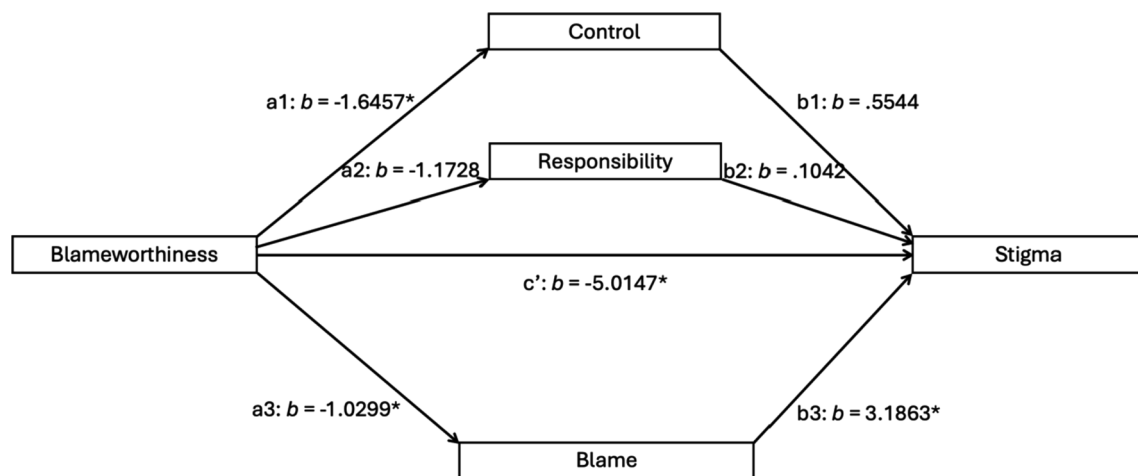 Control
a1: b = -1.6457*
b1: b = .5544
Responsibility
a2: b = -1.1728
b2: b = .1042
Blameworthiness
Stigma
c’: b = -5.0147*
a3: b = -1.0299*
b3: b = 3.1863*
Blame